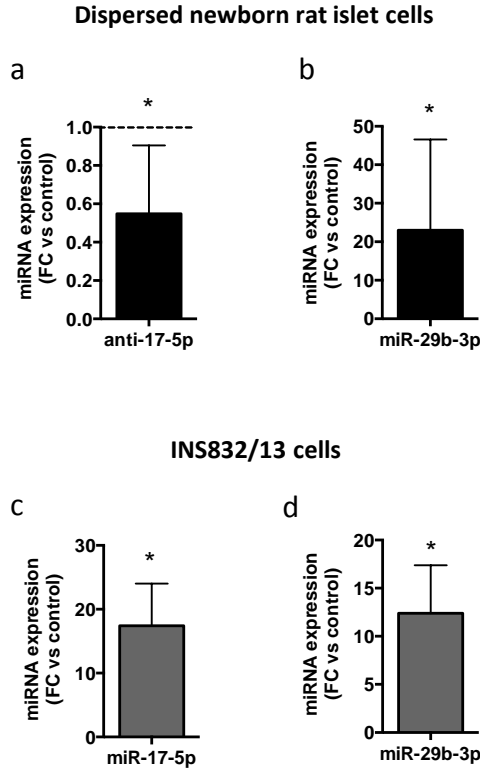 Dispersed newborn rat islet cells
a
b
*
*
miRNA expression
(FC vs control)
1.0
0.8
0.6
0.4
0.2
0.0
anti-17-5p
miRNA expression
(FC vs control)
50
40
30
20
10
0
miR-29b-3p
INS832/13 cells
c
d
*
*
miRNA expression
(FC vs control)
30
20
10
0
miR-17-5p
miRNA expression
(FC vs control)
20
15
10
5
0
miR-29b-3p